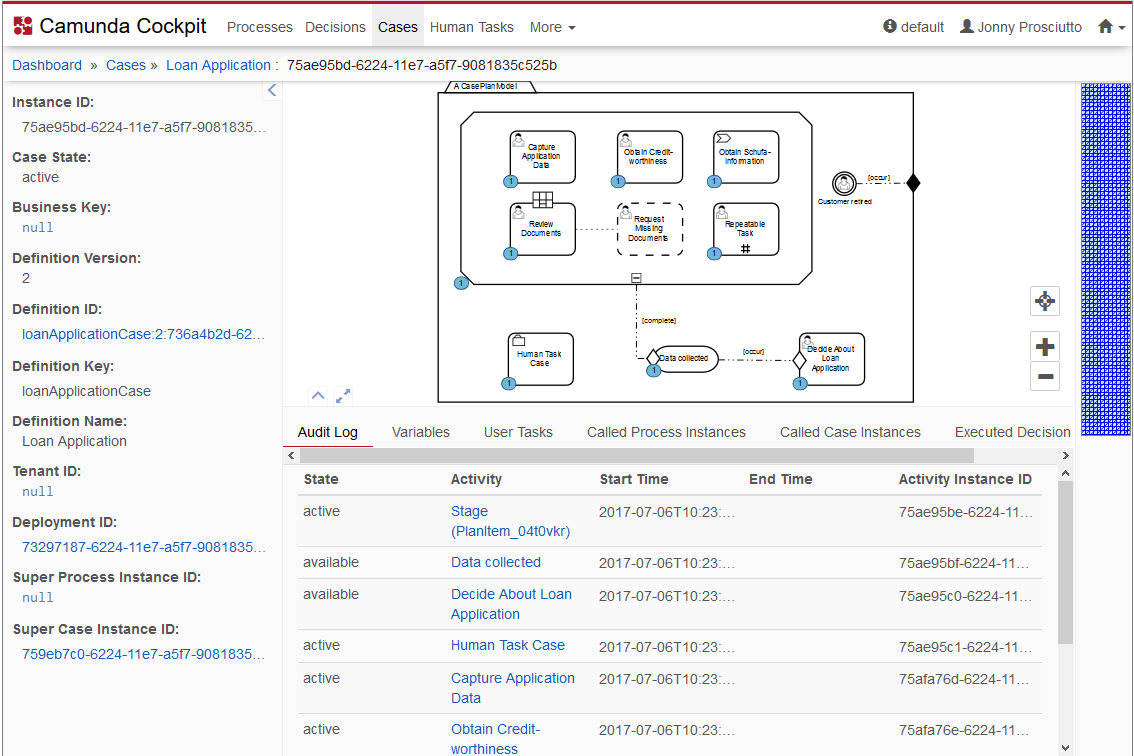 Camunda Cockpit Processes Decisions Cases Human Tasks More default Jonny Prosciutto
Dashboard » Cases » Loan Application : 75ae95bd-6224-11e7-a5f7-9081835c525b
Instance ID:
75ae95bd-6224-11e7-a5f7-9081835...
Case State:
active
Business Key:
null
Definition Version:
2
Definition ID:
loanApplicationCase:2:736a4b2d-62...
Definition Key:
loanApplicationCase
Definition Name:
Loan Application
Tenant ID:
null
Deployment ID:
73297187-6224-11e7-a5f7-9081835...
Super Process Instance ID:
null
Super Case Instance ID:
759eb7c0-6224-11e7-a5f7-9081835...
A CasePlanModel
Capture
Application
Data
1
Obtain Credit-
worthiness
1
Obtain Schufa-
Information
1
Review
Documents
1
Request
Missing
Documents
Repeatable
Task
1
1
Customer retired
[occur]
[complete]
Human Task
Case
1
Data collected
1
[occur]
Decide About
Loan
Application
1
Audit Log Variables User Tasks Called Process Instances Called Case Instances Executed Decision
State Activity Start Time End Time Activity Instance ID
active Stage 2017-07-06T10:23:... 75ae95be-6224-11...
(PlanItem_04t0vkr)
available Data collected 2017-07-06T10:23:... 75ae95bf-6224-11...
available Decide About Loan 2017-07-06T10:23:... 75ae95c0-6224-11...
Application
active Human Task Case 2017-07-06T10:23:... 75ae95c1-6224-11...
active Capture Application 2017-07-06T10:23:... 75afa76d-6224-11...
Data
active Obtain Credit- 2017-07-06T10:23:... 75afa76e-6224-11...
worthiness